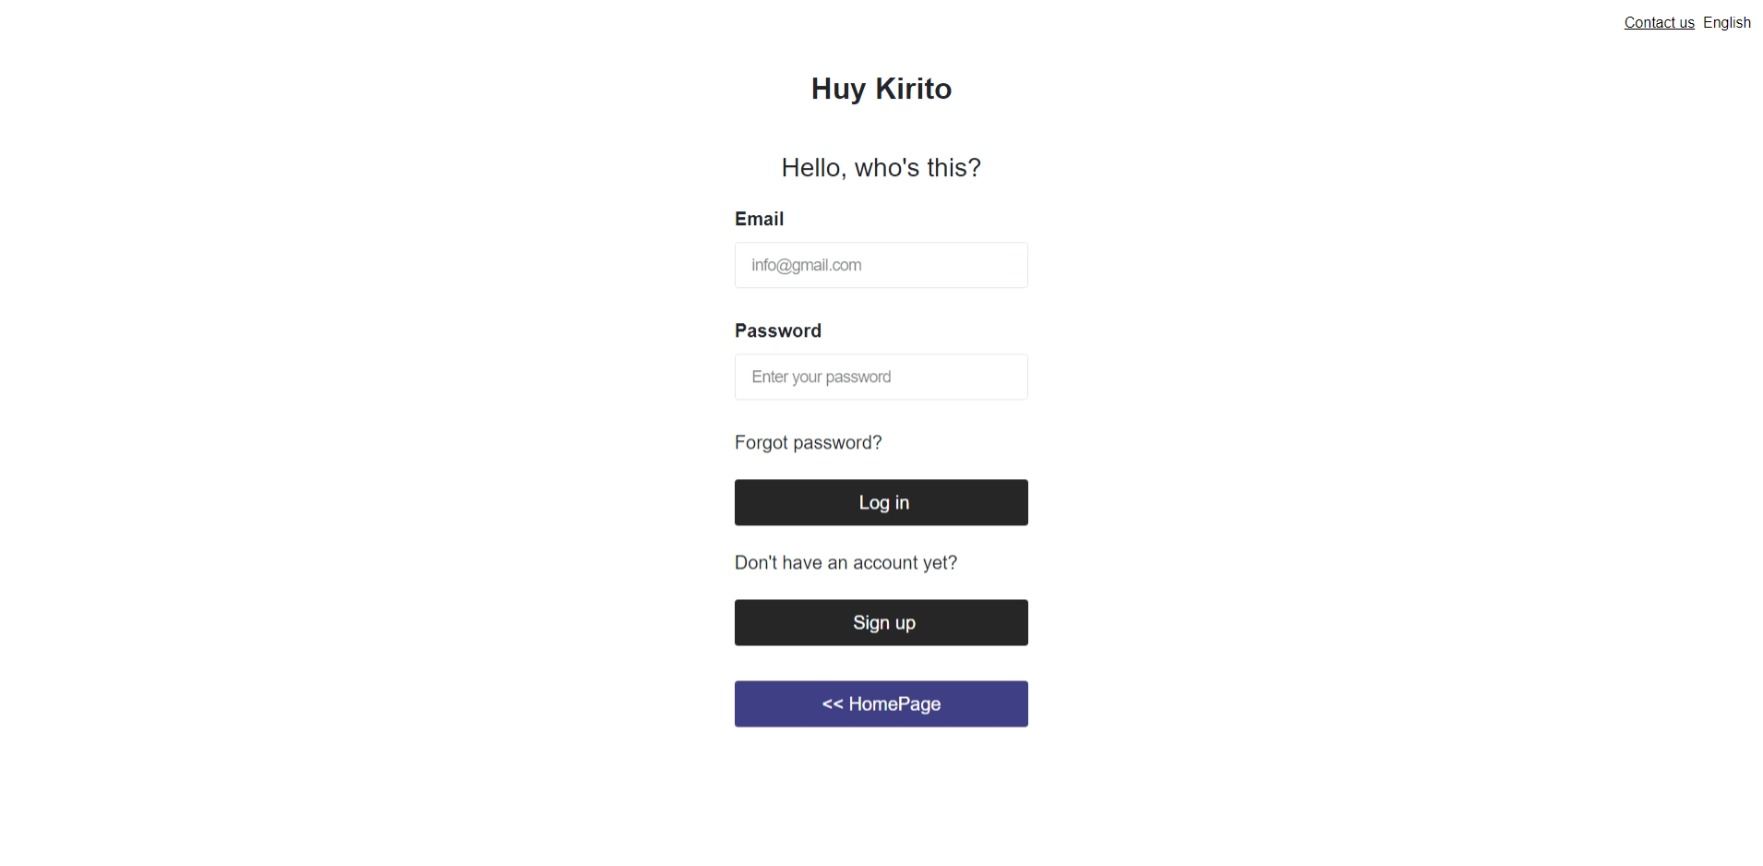 Contact us English
Huy Kirito
Hello, who's this?
Email
info@gmail.com
Password
Enter your password
Forgot password?
Log in
Don't have an account yet?
Sign up
<< HomePage